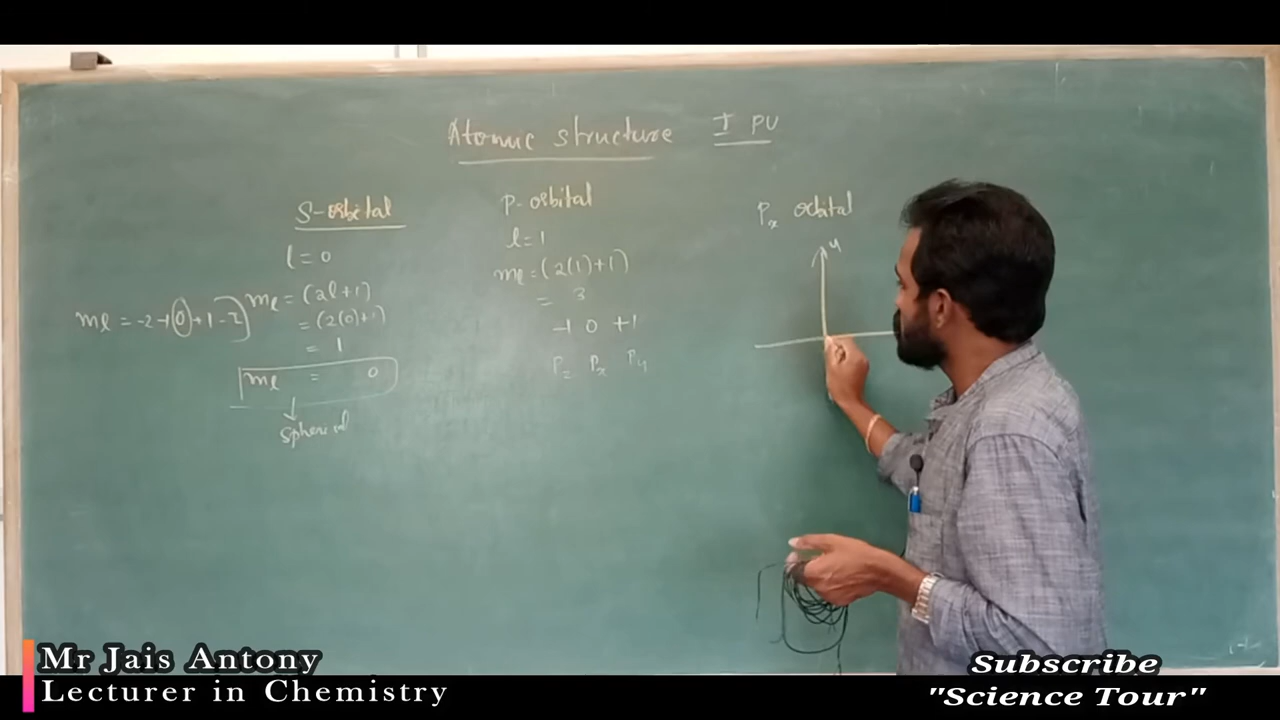 Atomic structure I PU
S-orbital
l = 0
ml = (2l+1)
= (2(0)+1)
= 1
ml = -2 -1 0 +1 -2
ml = 0
spherical
P-orbital
l = 1
ml = (2(1)+1)
= 3
-1 0 +1
Pz Px Py
Px orbital
y
Mr Jais Antony
Lecturer in Chemistry
Subscribe
"Science Tour"